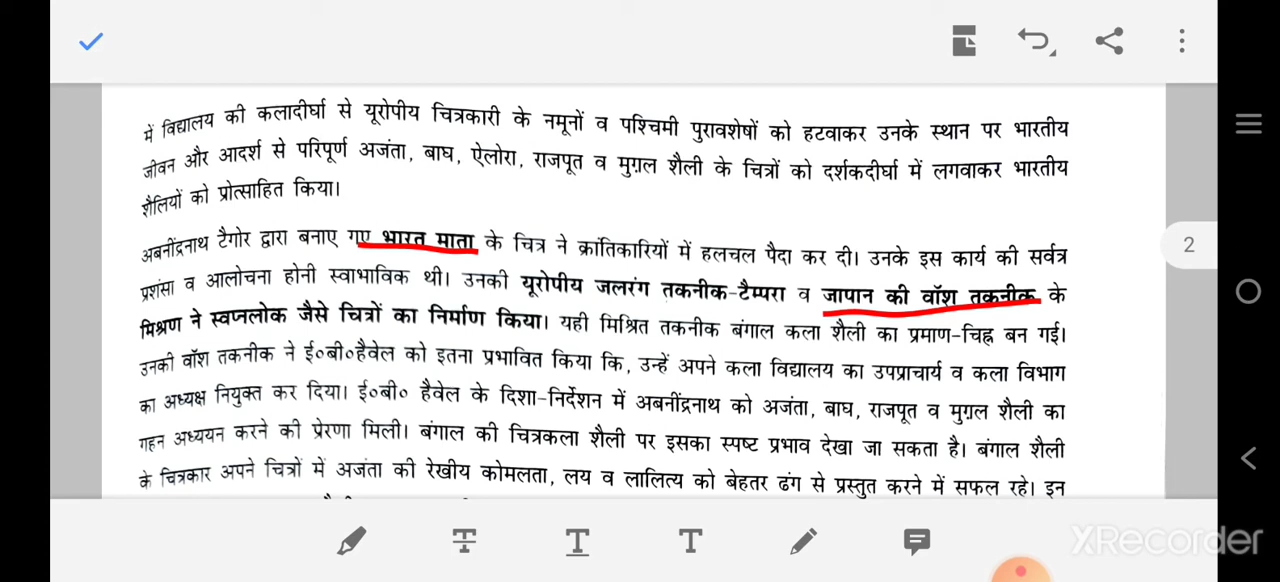 में विद्यालय की कलादीर्घा से यूरोपीय चित्रकारी के नमूनों व पश्चिमी पुरावशेषों को हटवाकर उनके स्थान पर भारतीय
जीवन और आदर्श से परिपूर्ण अजंता, बाघ, ऐलोरा, राजपूत व मुग़ल शैली के चित्रों को दर्शकदीर्घा में लगवाकर भारतीय
शैलियों को प्रोत्साहित किया।
अबनींद्रनाथ टैगोर द्वारा बनाए गए भारत माता के चित्र ने क्रांतिकारियों में हलचल पैदा कर दी। उनके इस कार्य की सर्वत्र
प्रशंसा व आलोचना होनी स्वाभाविक थी। उनकी यूरोपीय जलरंग तकनीक-टैम्परा व जापान की वॉश तकनीक के
मिश्रण ने स्वप्नलोक जैसे चित्रों का निर्माण किया। यही मिश्रित तकनीक बंगाल कला शैली का प्रमाण-चिह्न बन गई।
उनकी वॉश तकनीक ने ई०बी०हैवेल को इतना प्रभावित किया कि, उन्हें अपने कला विद्यालय का उपप्राचार्य व कला विभाग
का अध्यक्ष नियुक्त कर दिया। ई०बी० हैवेल के दिशा-निर्देशन में अबनींद्रनाथ को अजंता, बाघ, राजपूत व मुग़ल शैली का
गहन अध्ययन करने की प्रेरणा मिली। बंगाल की चित्रकला शैली पर इसका स्पष्ट प्रभाव देखा जा सकता है। बंगाल शैली
के चित्रकार अपने चित्रों में अजंता की रेखीय कोमलता, लय व लालित्य को बेहतर ढंग से प्रस्तुत करने में सफल रहे। इन
2
T
T
T
XRecorder